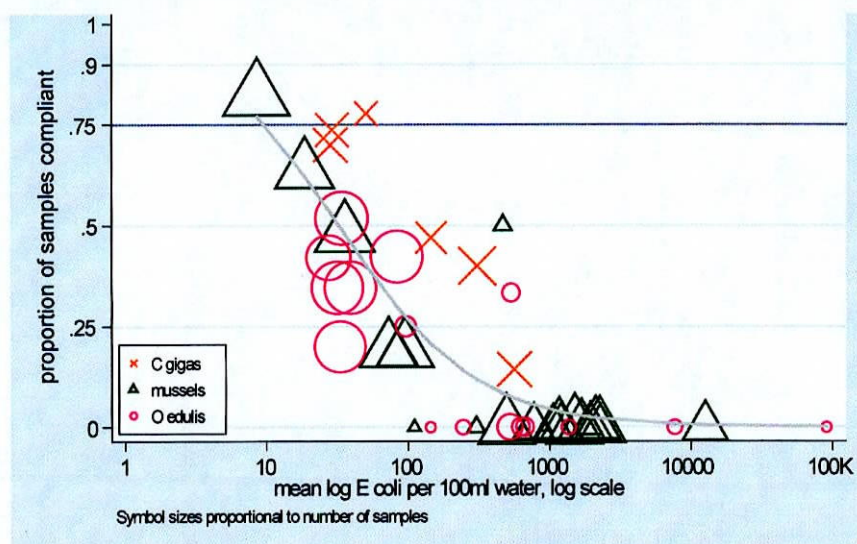 proportion of samples compliant
1
.9
.75
.5
.25
0
C gigas
mussels
O edulis
1
10
100
1000
10000
100K
mean log E coli per 100ml water, log scale
Symbol sizes proportional to number of samples